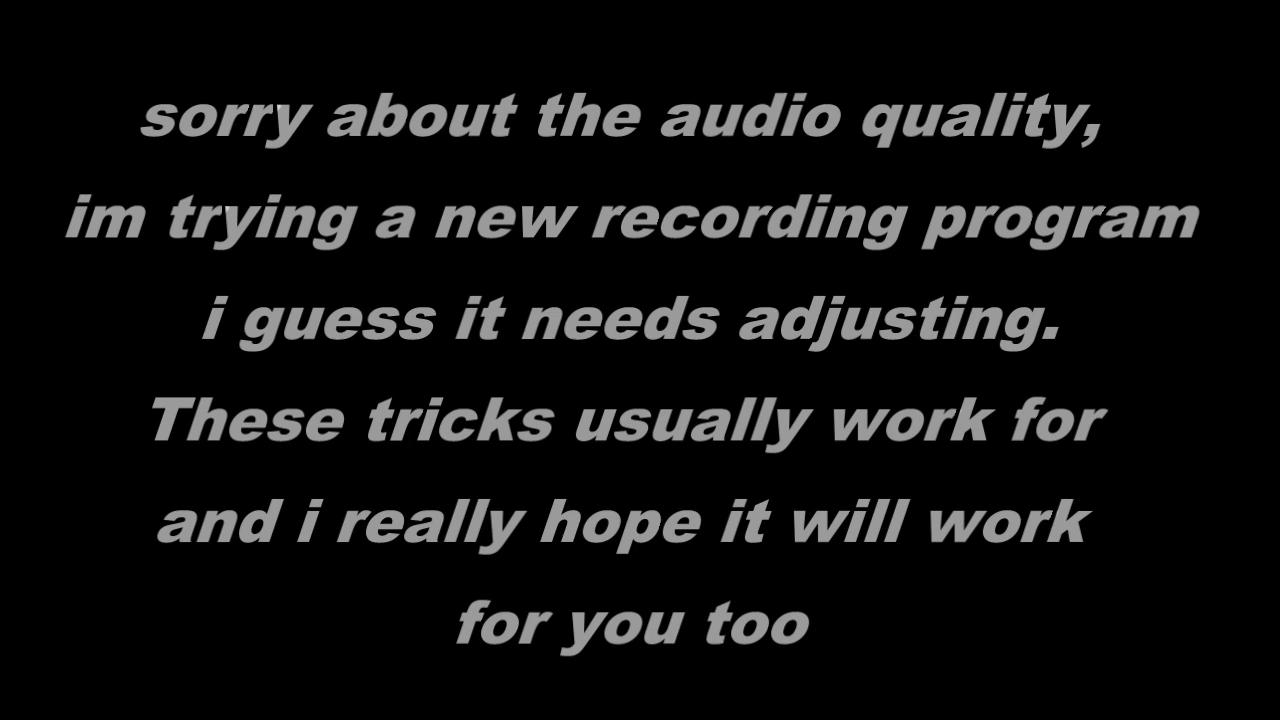 sorry about the audio quality,
im trying a new recording program
i guess it needs adjusting.
These tricks usually work for
and i really hope it will work
for you too